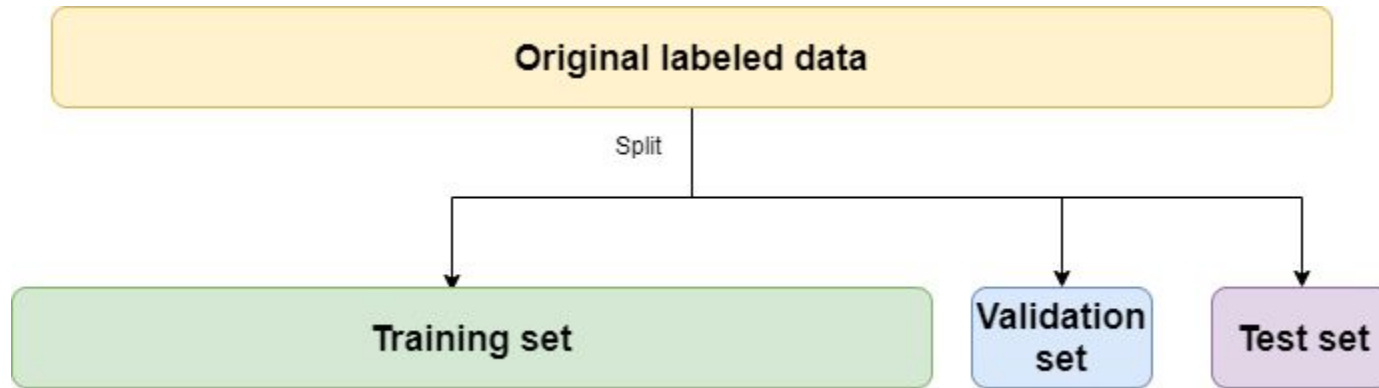 Original labeled data
Split
Training set
Validation
set
Test set